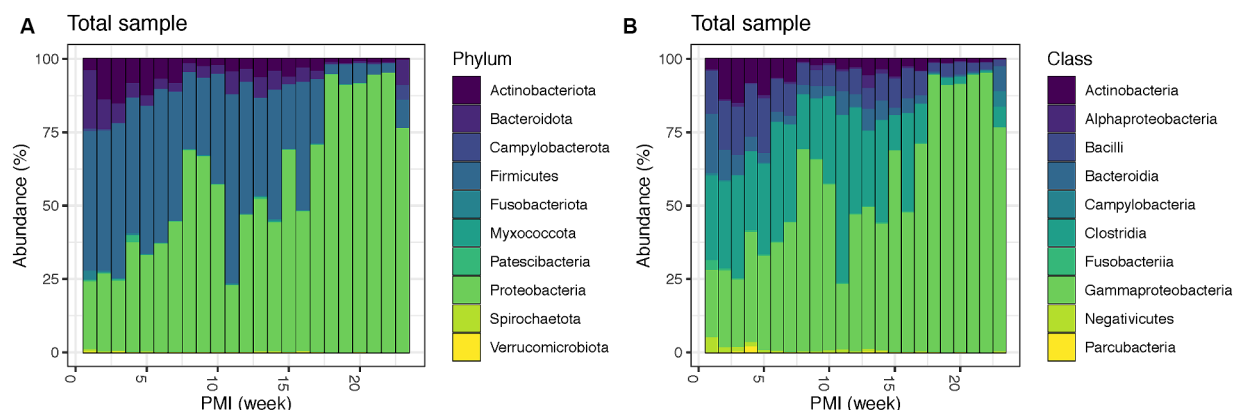 A
Total sample
Abundance (%)
100
75
50
25
0
0
5
10
15
20
PMI (week)
Phylum
Actinobacteriota
Bacteroidota
Campylobacterota
Firmicutes
Fusobacteriota
Myxococcota
Patescibacteria
Proteobacteria
Spirochaetota
Verrucomicrobiota
B
Total sample
Abundance (%)
100
75
50
25
0
0
5
10
15
20
PMI (week)
Class
Actinobacteria
Alphaproteobacteria
Bacilli
Bacteroidia
Campylobacteria
Clostridia
Fusobacteriia
Gammaproteobacteria
Negativicutes
Parcubacteria